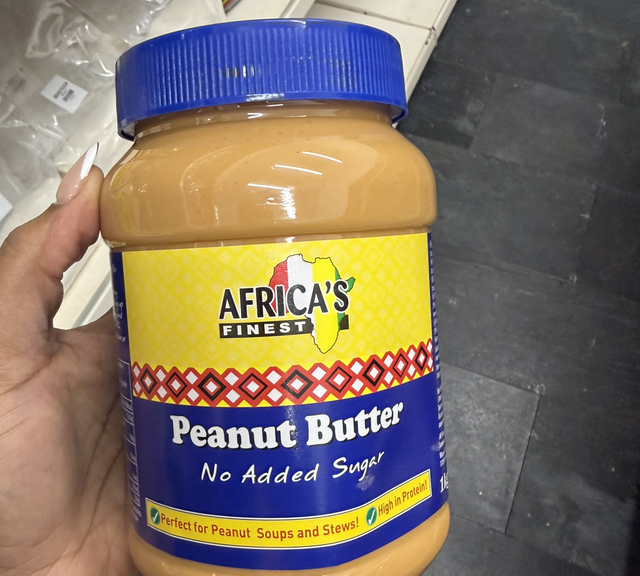 AFRICA'S
FINEST
Peanut Butter
No Added Sugar
Perfect for Peanut Soups and Stews! High in Protein!